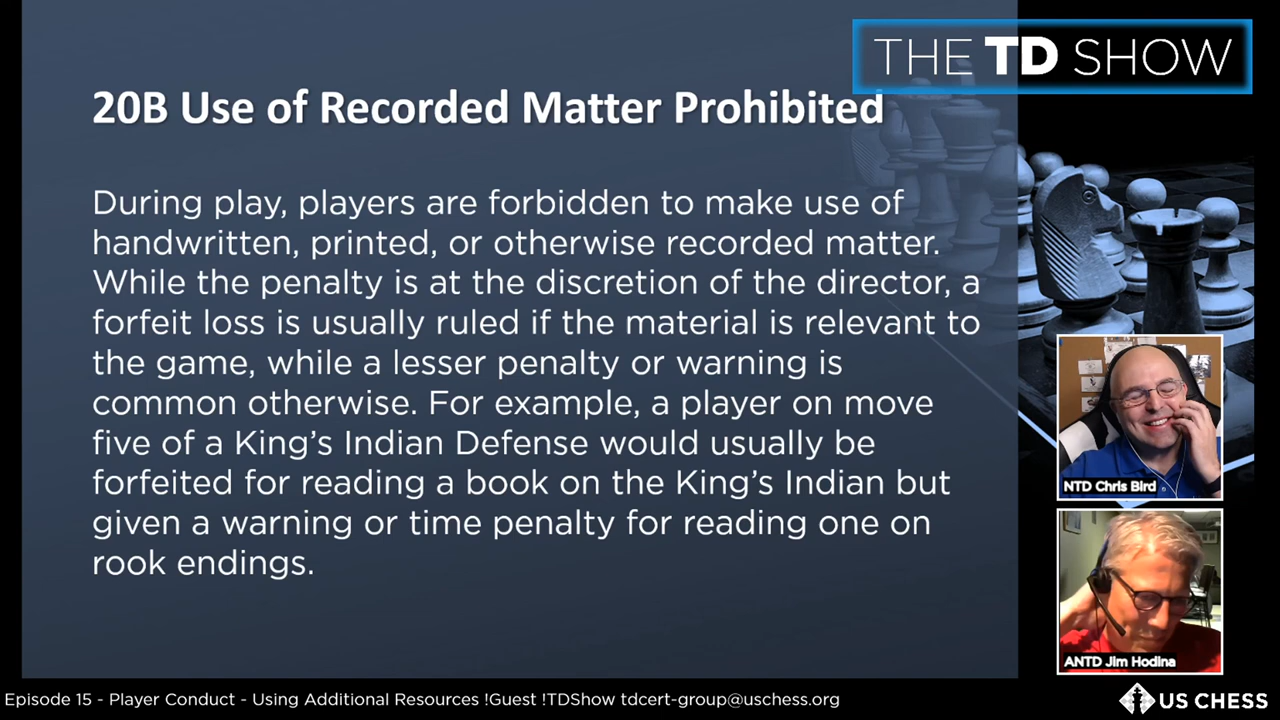 THE TD SHOW
20B Use of Recorded Matter Prohibited
During play, players are forbidden to make use of
handwritten, printed, or otherwise recorded matter.
While the penalty is at the discretion of the director, a
forfeit loss is usually ruled if the material is relevant to
the game, while a lesser penalty or warning is
common otherwise. For example, a player on move
five of a King’s Indian Defense would usually be
forfeited for reading a book on the King’s Indian but
given a warning or time penalty for reading one on
rook endings.
NTD Chris Bird
ANTD Jim Hodina
Episode 15 - Player Conduct - Using Additional Resources !Guest !TDShow tdcert-group@uschess.org
US CHESS